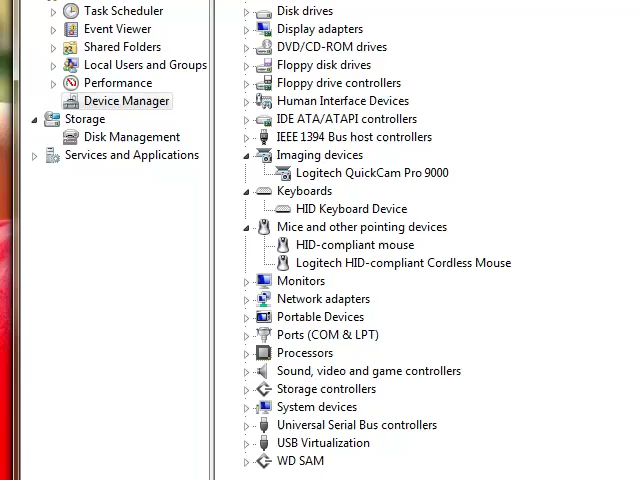 Task Scheduler
Event Viewer
Shared Folders
Local Users and Groups
Performance
Device Manager
Storage
Disk Management
Services and Applications
Disk drives
Display adapters
DVD/CD-ROM drives
Floppy disk drives
Floppy drive controllers
Human Interface Devices
IDE ATA/ATAPI controllers
IEEE 1394 Bus host controllers
Imaging devices
Logitech QuickCam Pro 9000
Keyboards
HID Keyboard Device
Mice and other pointing devices
HID-compliant mouse
Logitech HID-compliant Cordless Mouse
Monitors
Network adapters
Portable Devices
Ports (COM & LPT)
Processors
Sound, video and game controllers
Storage controllers
System devices
Universal Serial Bus controllers
USB Virtualization
WD SAM